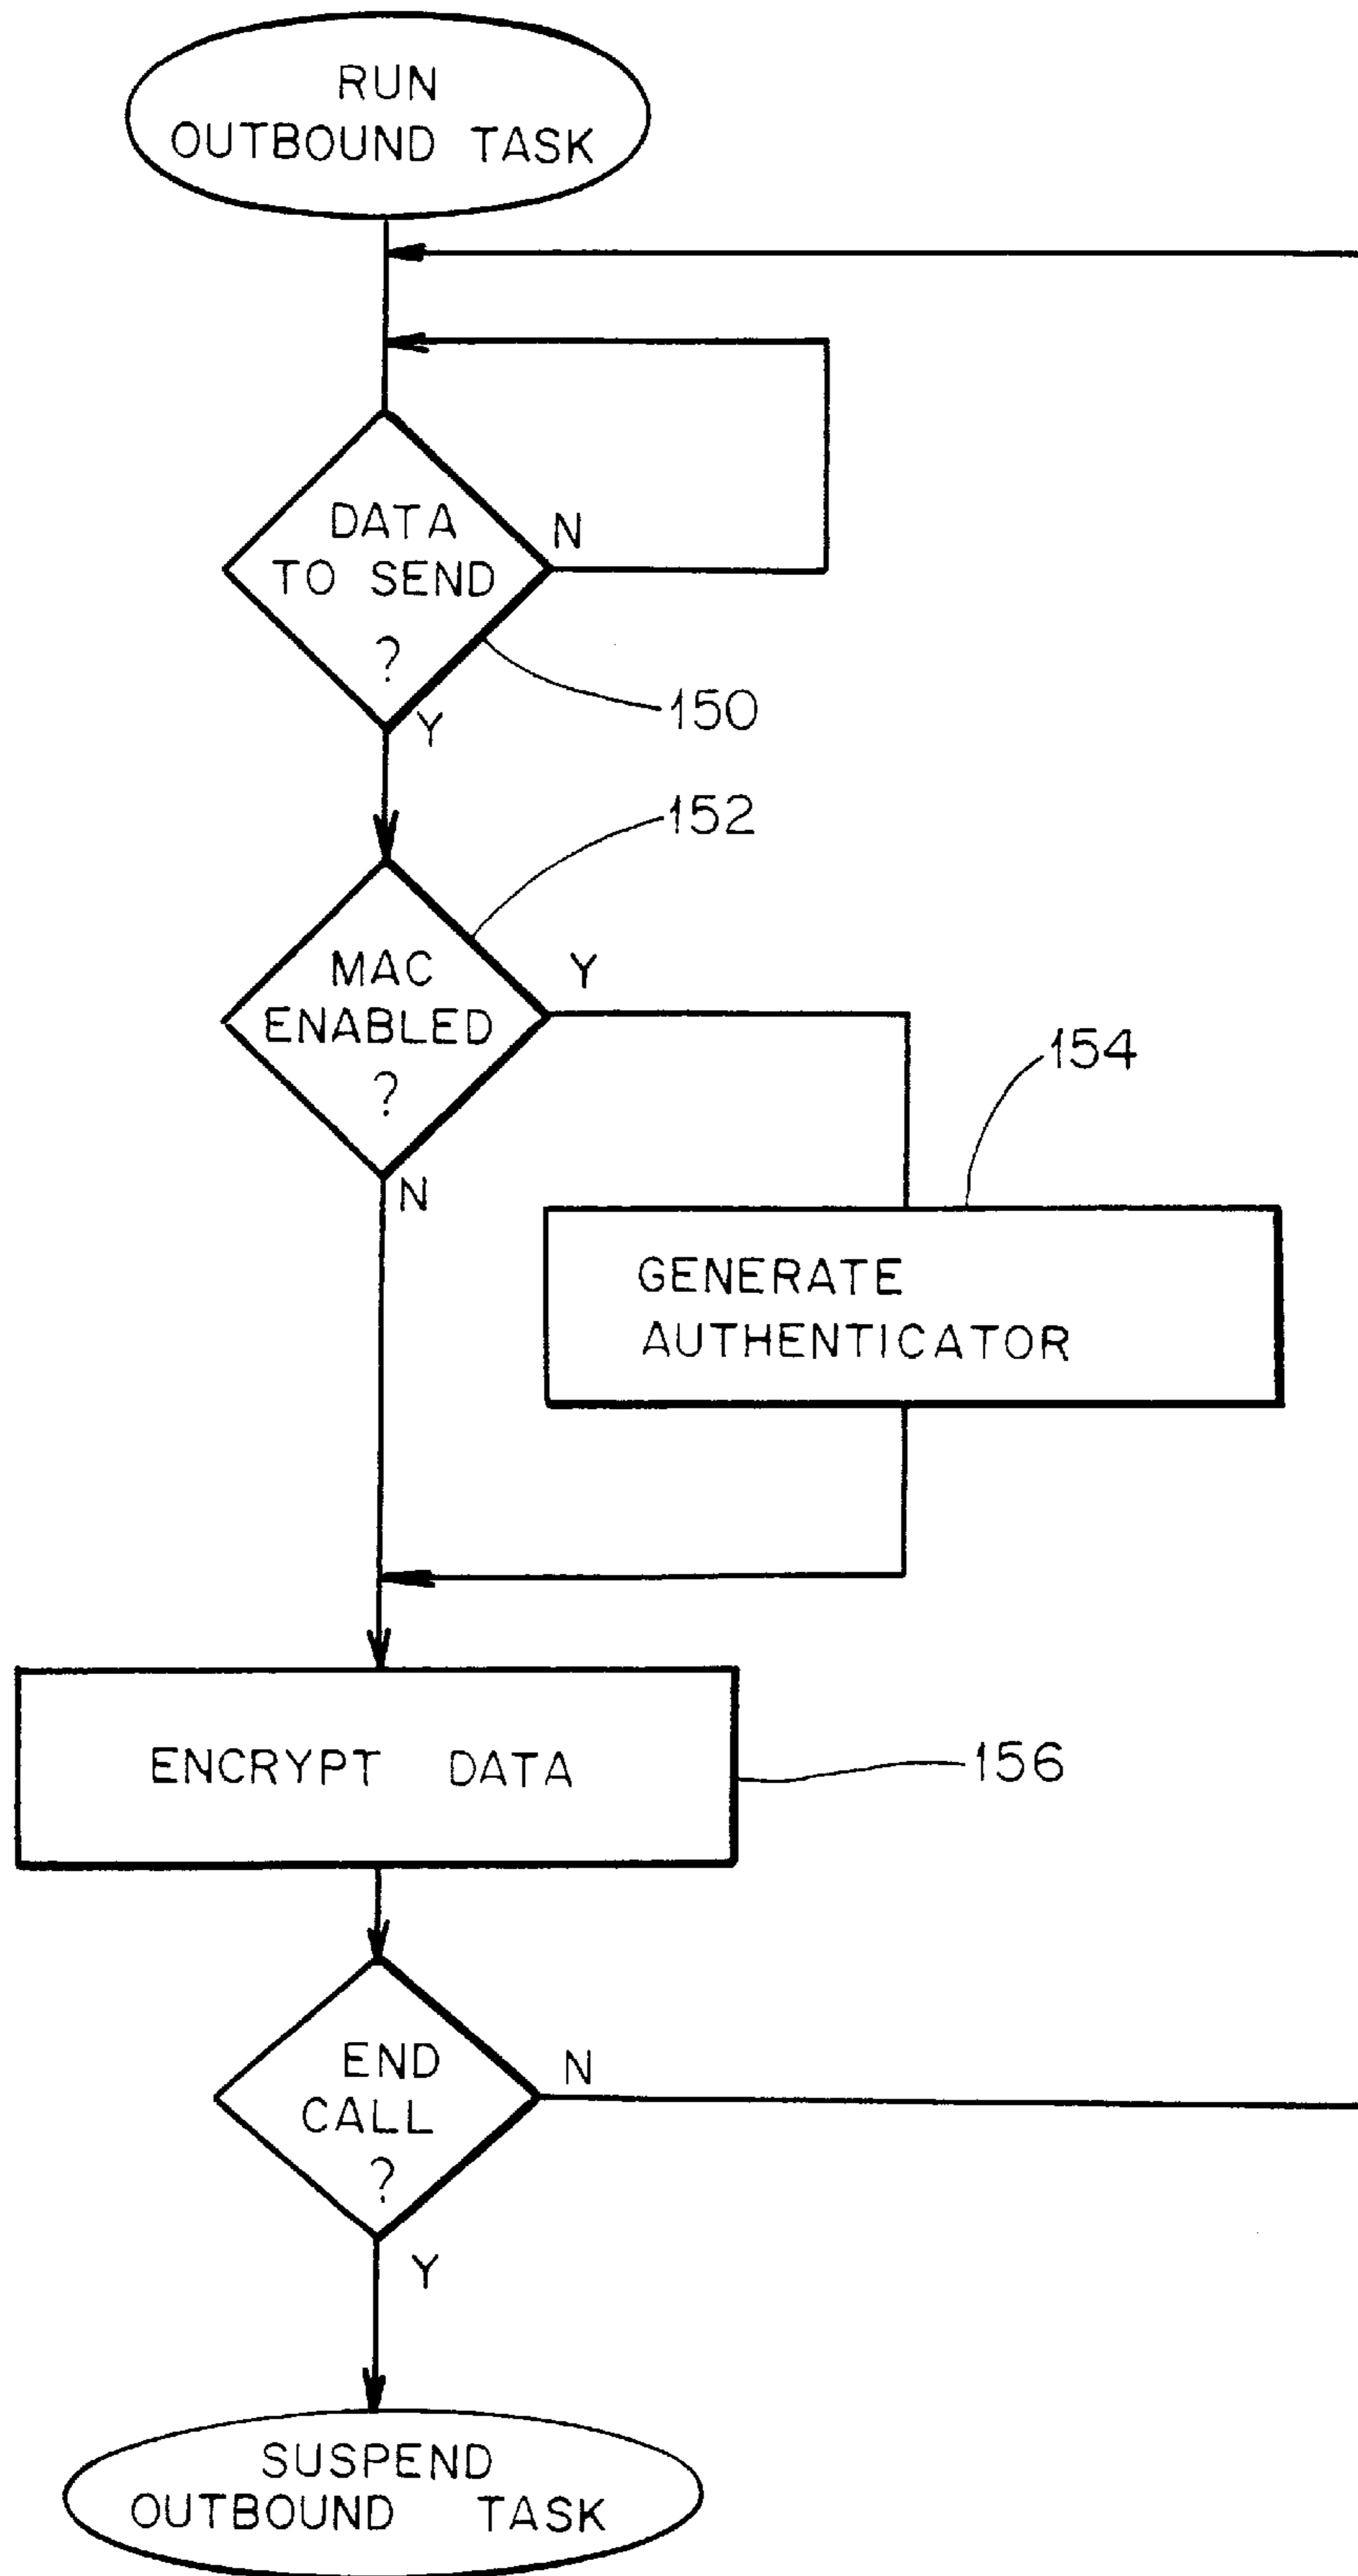 RUN
OUTBOUND TASK
DATA
TO SEND
?
N
Y
150
152
MAC
ENABLED
?
Y
N
154
GENERATE
AUTHENTICATOR
ENCRYPT DATA
156
END
CALL
?
N
Y
SUSPEND
OUTBOUND TASK